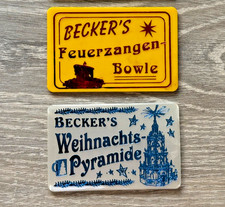 BECKER'S
Feuerzangen-
Bowle
BECKER'S
Weihnachts-
Pyramide